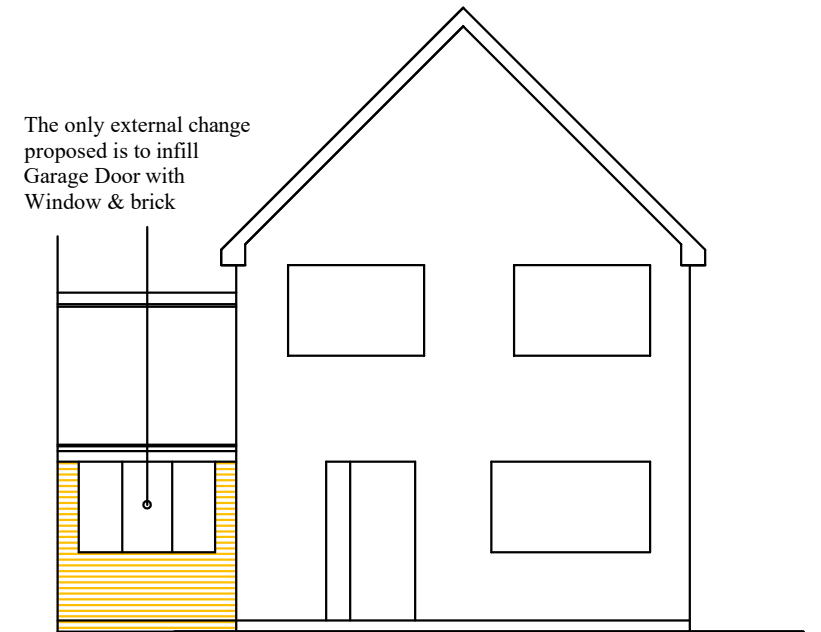 The only external change
proposed is to infill
Garage Door with
Window & brick